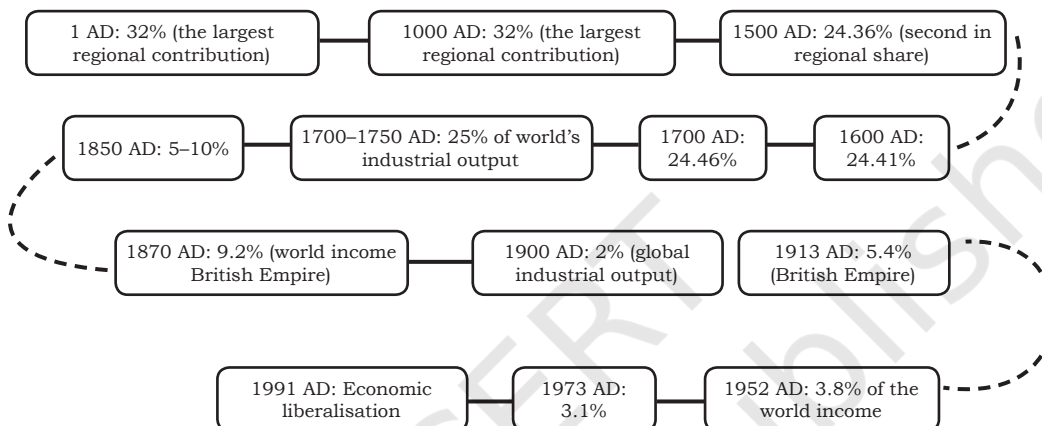 1 AD: 32% (the largest
regional contribution)
1000 AD: 32% (the largest
regional contribution)
1500 AD: 24.36% (second in
regional share)
1850 AD: 5–10%
1700–1750 AD: 25% of world's
industrial output
1700 AD:
24.46%
1600 AD:
24.41%
1870 AD: 9.2% (world income
British Empire)
1900 AD: 2% (global
industrial output)
1913 AD: 5.4%
(British Empire)
1991 AD: Economic
liberalisation
1973 AD:
3.1%
1952 AD: 3.8% of the
world income